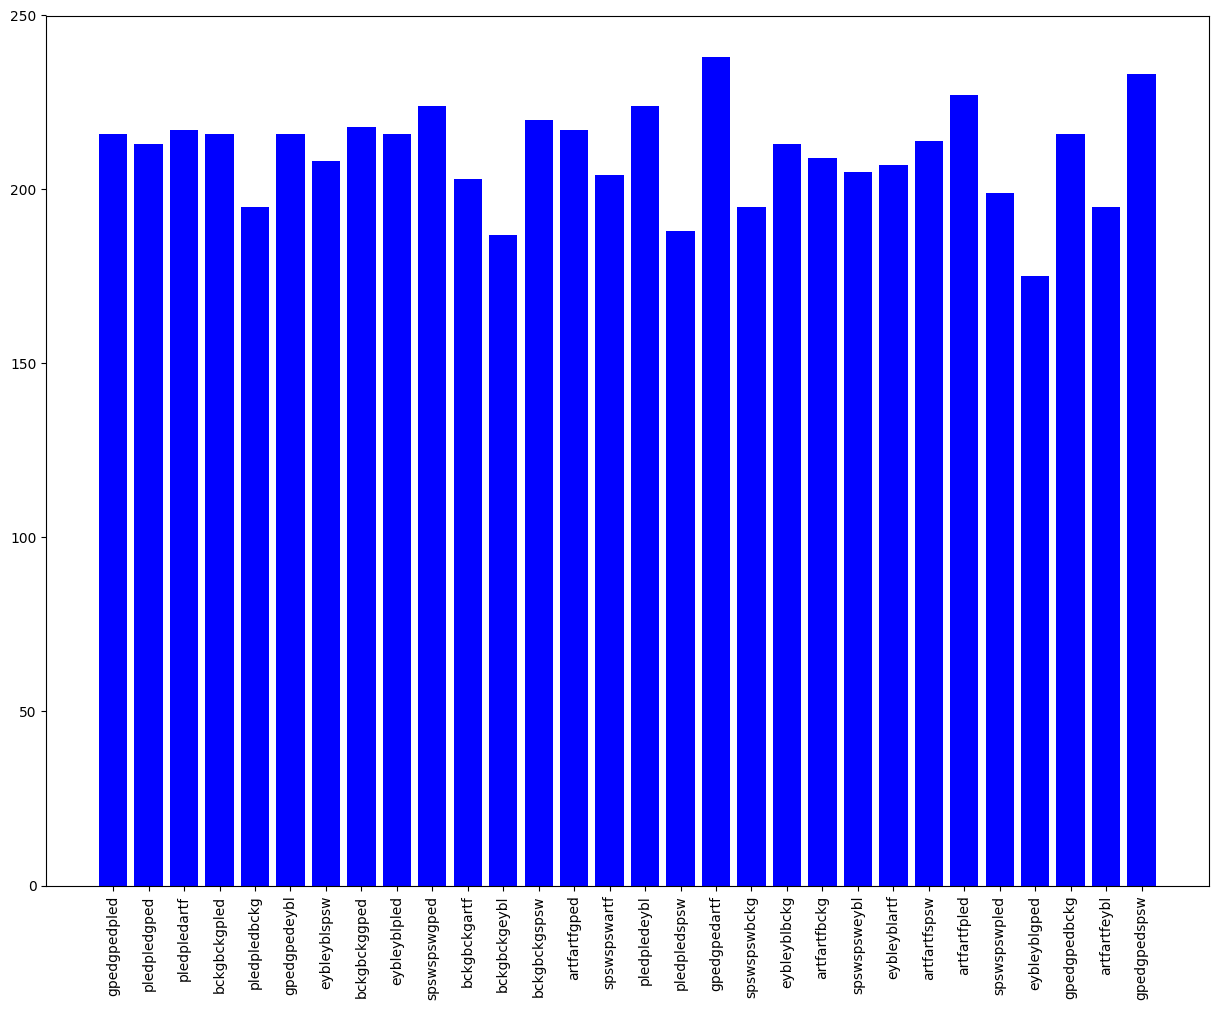 250
200
150
100
50
0
gpedgpedpled
pledpledgped
pledpledartf
bckgbckgpled
pledpledbckg
gpedgpedeybl
eybleyblspsw
bckgbckggped
eybleyblpled
spswspswgped
bckgbckgartf
bckgbckgeybl
bckgbckgspsw
artfartfgped
spswspswartf
pledpledeybl
pledpledspsw
gpedgpedartf
spswspswbckg
eybleyblbckg
artfartfbckg
spswspsweybl
eybleyblartf
artfartfspsw
artfartfpled
spswspswpled
eybleyblgped
gpedgpedbckg
artfartfeybl
gpedgpedspsw